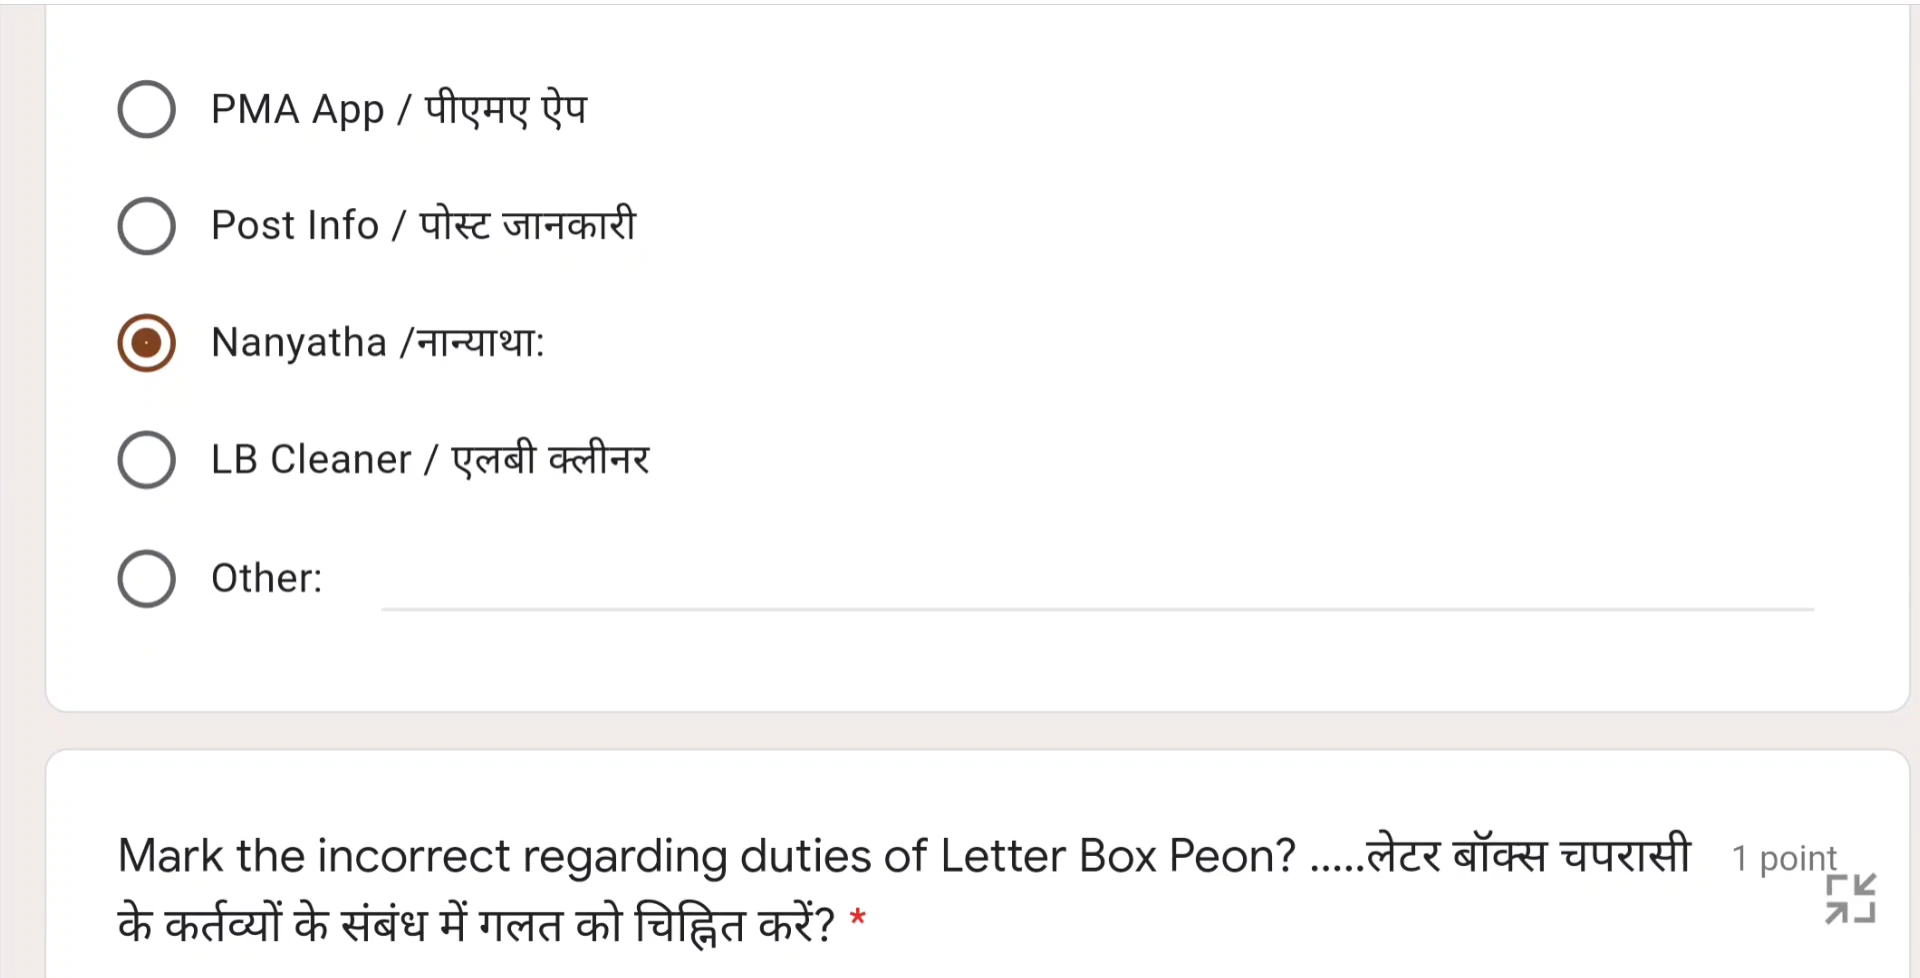 PMA App / पीएमए ऐप
Post Info / पोस्ट जानकारी
Nanyatha /नान्याथा:
LB Cleaner / एलबी क्लीनर
Other:
Mark the incorrect regarding duties of Letter Box Peon? .....लेटर बॉक्स चपरासी 1 point
के कर्तव्यों के संबंध में गलत को चिह्नित करें? *